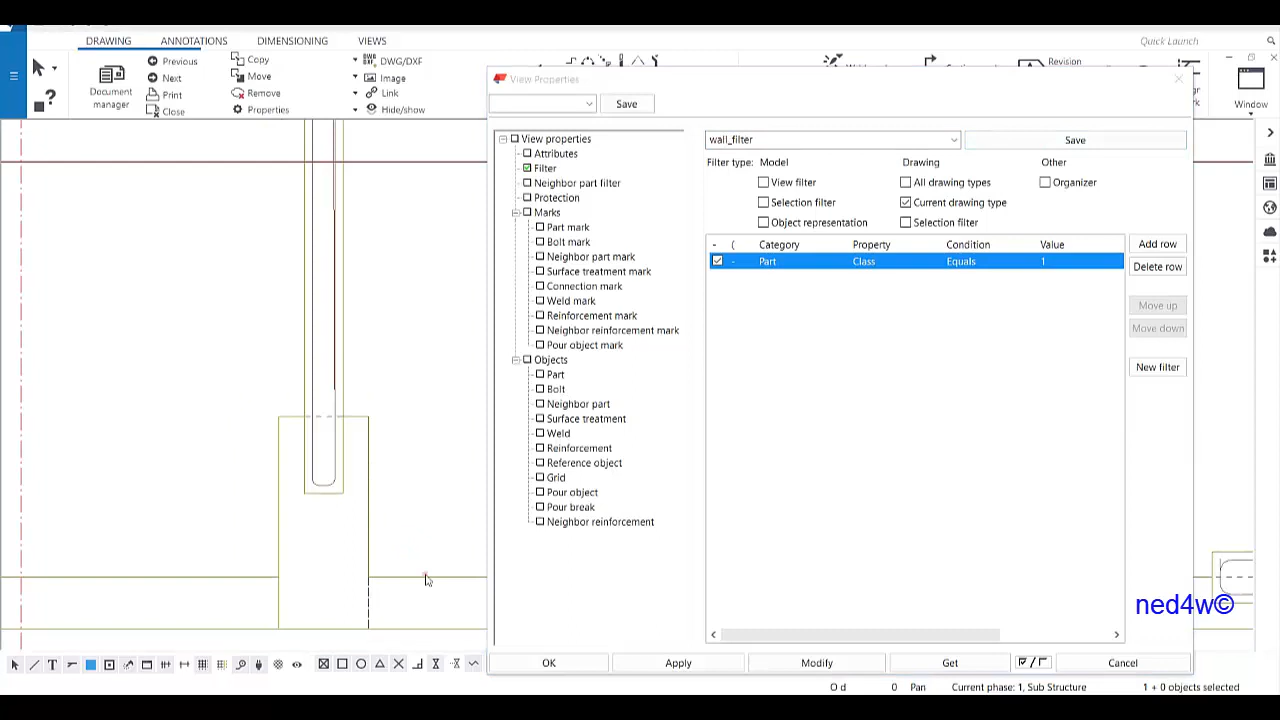 DRAWING ANNOTATIONS DIMENSIONING VIEWS Quick Launch
Previous Copy DWG/DXF Revision
Next Move Image
Document manager
Print Remove Link
Close Properties Hide/show
Window
View Properties
Save
View properties
Attributes
Filter
Neighbor part filter
Protection
Marks
Part mark
Bolt mark
Neighbor part mark
Surface treatment mark
Connection mark
Weld mark
Reinforcement mark
Neighbor reinforcement mark
Pour object mark
Objects
Part
Bolt
Neighbor part
Surface treatment
Weld
Reinforcement
Reference object
Grid
Pour object
Pour break
Neighbor reinforcement
wall_filter Save
Filter type: Model Drawing Other
View filter All drawing types Organizer
Selection filter Current drawing type
Object representation Selection filter
- ( Category Property Condition Value
- Part Class Equals 1
Add row
Delete row
Move up
Move down
New filter
ned4w©
OK Apply Modify Get Cancel
O d 0 Pan Current phase: 1, Sub Structure 1 + 0 objects selected